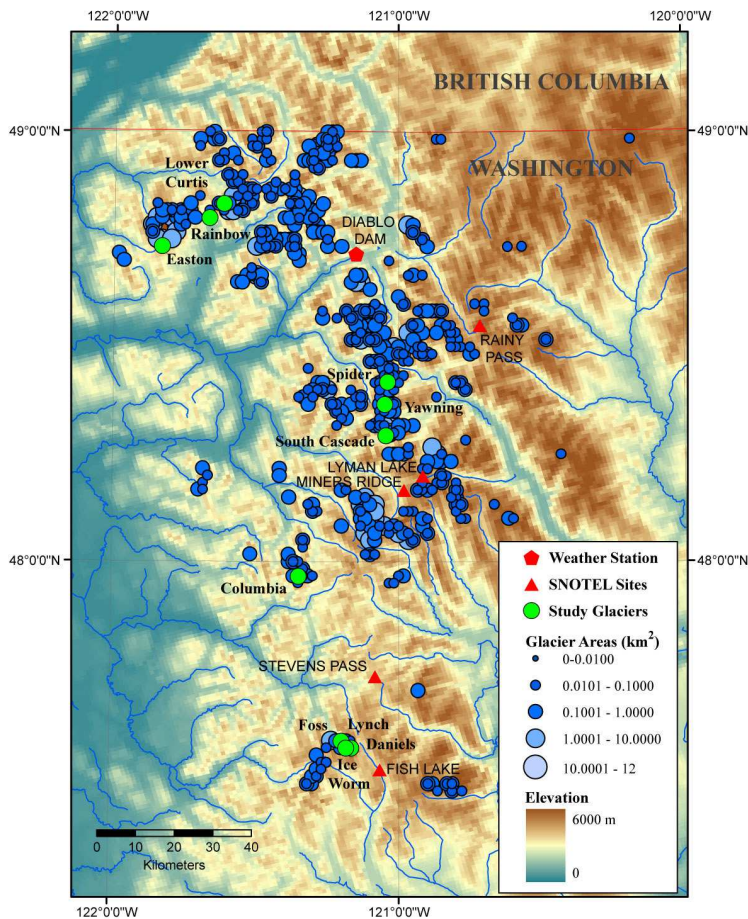 122°0'0"W
121°0'0"W
120°0'0"W
BRITISH COLUMBIA
49°0'0"N
49°0'0"N
WASHINGTON
Lower
Curtis
DIABLO
DAM
Rainbow
Easton
RAINY
PASS
Spider
Yawning
South Cascade
LYMAN LAKE
MINERS RIDGE
48°0'0"N
48°0'0"N
Columbia
STEVENS PASS
Foss
Lynch
Daniels
Ice
Worm
FISH LAKE
Weather Station
SNOTEL Sites
Study Glaciers
Glacier Areas (km²)
0-0.0100
0.0101 - 0.1000
0.1001 - 1.0000
1.0001 - 10.0000
10.0001 - 12
Elevation
6000 m
0
0 10 20 30 40
Kilometers
122°0'0"W
121°0'0"W
120°0'0"W